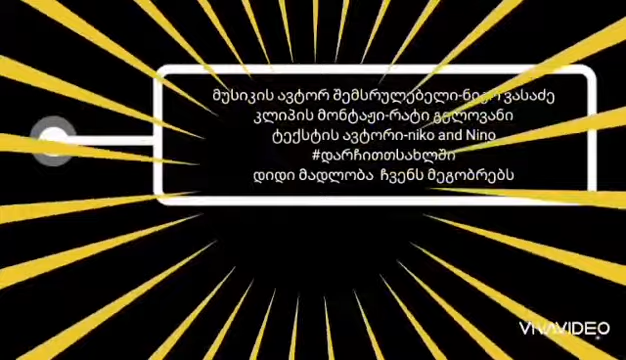 მუსიკის ავტორ შემსრულებელი-ნიკო ვასაძე
კლიპის მონტაჟი-რატი გელოვანი
ტექსტის ავტორი-niko and Nino
#დარჩითთსახლში
დიდი მადლობა ჩვენს მეგობრებს
VIVAVIDEO